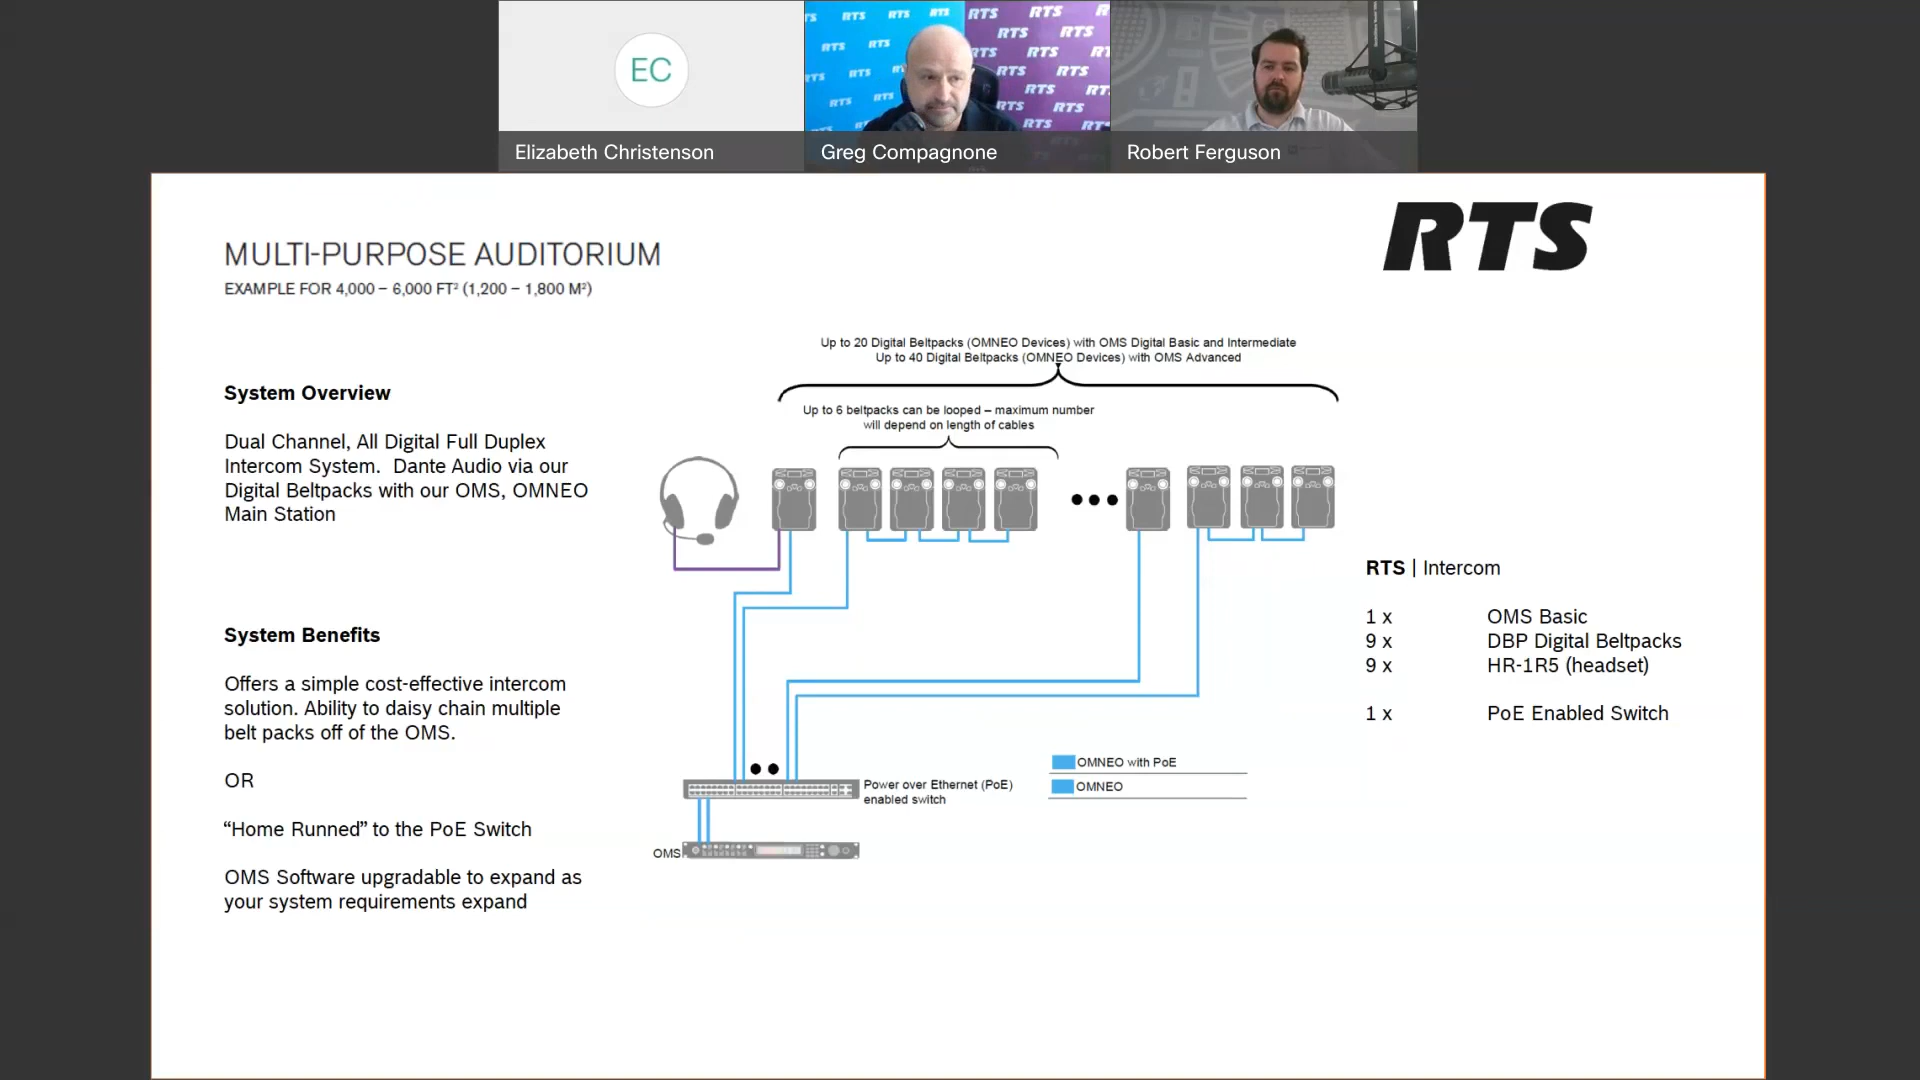 EC
Elizabeth Christenson
Greg Compagnone
Robert Ferguson
RTS
MULTI-PURPOSE AUDITORIUM
EXAMPLE FOR 4,000 – 6,000 FT² (1,200 – 1,800 M²)
System Overview
Dual Channel, All Digital Full Duplex
Intercom System. Dante Audio via our
Digital Beltpacks with our OMS, OMNEO
Main Station
System Benefits
Offers a simple cost-effective intercom
solution. Ability to daisy chain multiple
belt packs off of the OMS.
OR
“Home Runned” to the PoE Switch
OMS Software upgradable to expand as
your system requirements expand
Up to 20 Digital Beltpacks (OMNEO Devices) with OMS Digital Basic and Intermediate
Up to 40 Digital Beltpacks (OMNEO Devices) with OMS Advanced
Up to 6 beltpacks can be looped – maximum number
will depend on length of cables
Power over Ethernet (PoE)
enabled switch
OMS
OMNEO with PoE
OMNEO
RTS | Intercom
1 x OMS Basic
9 x DBP Digital Beltpacks
9 x HR-1R5 (headset)
1 x PoE Enabled Switch